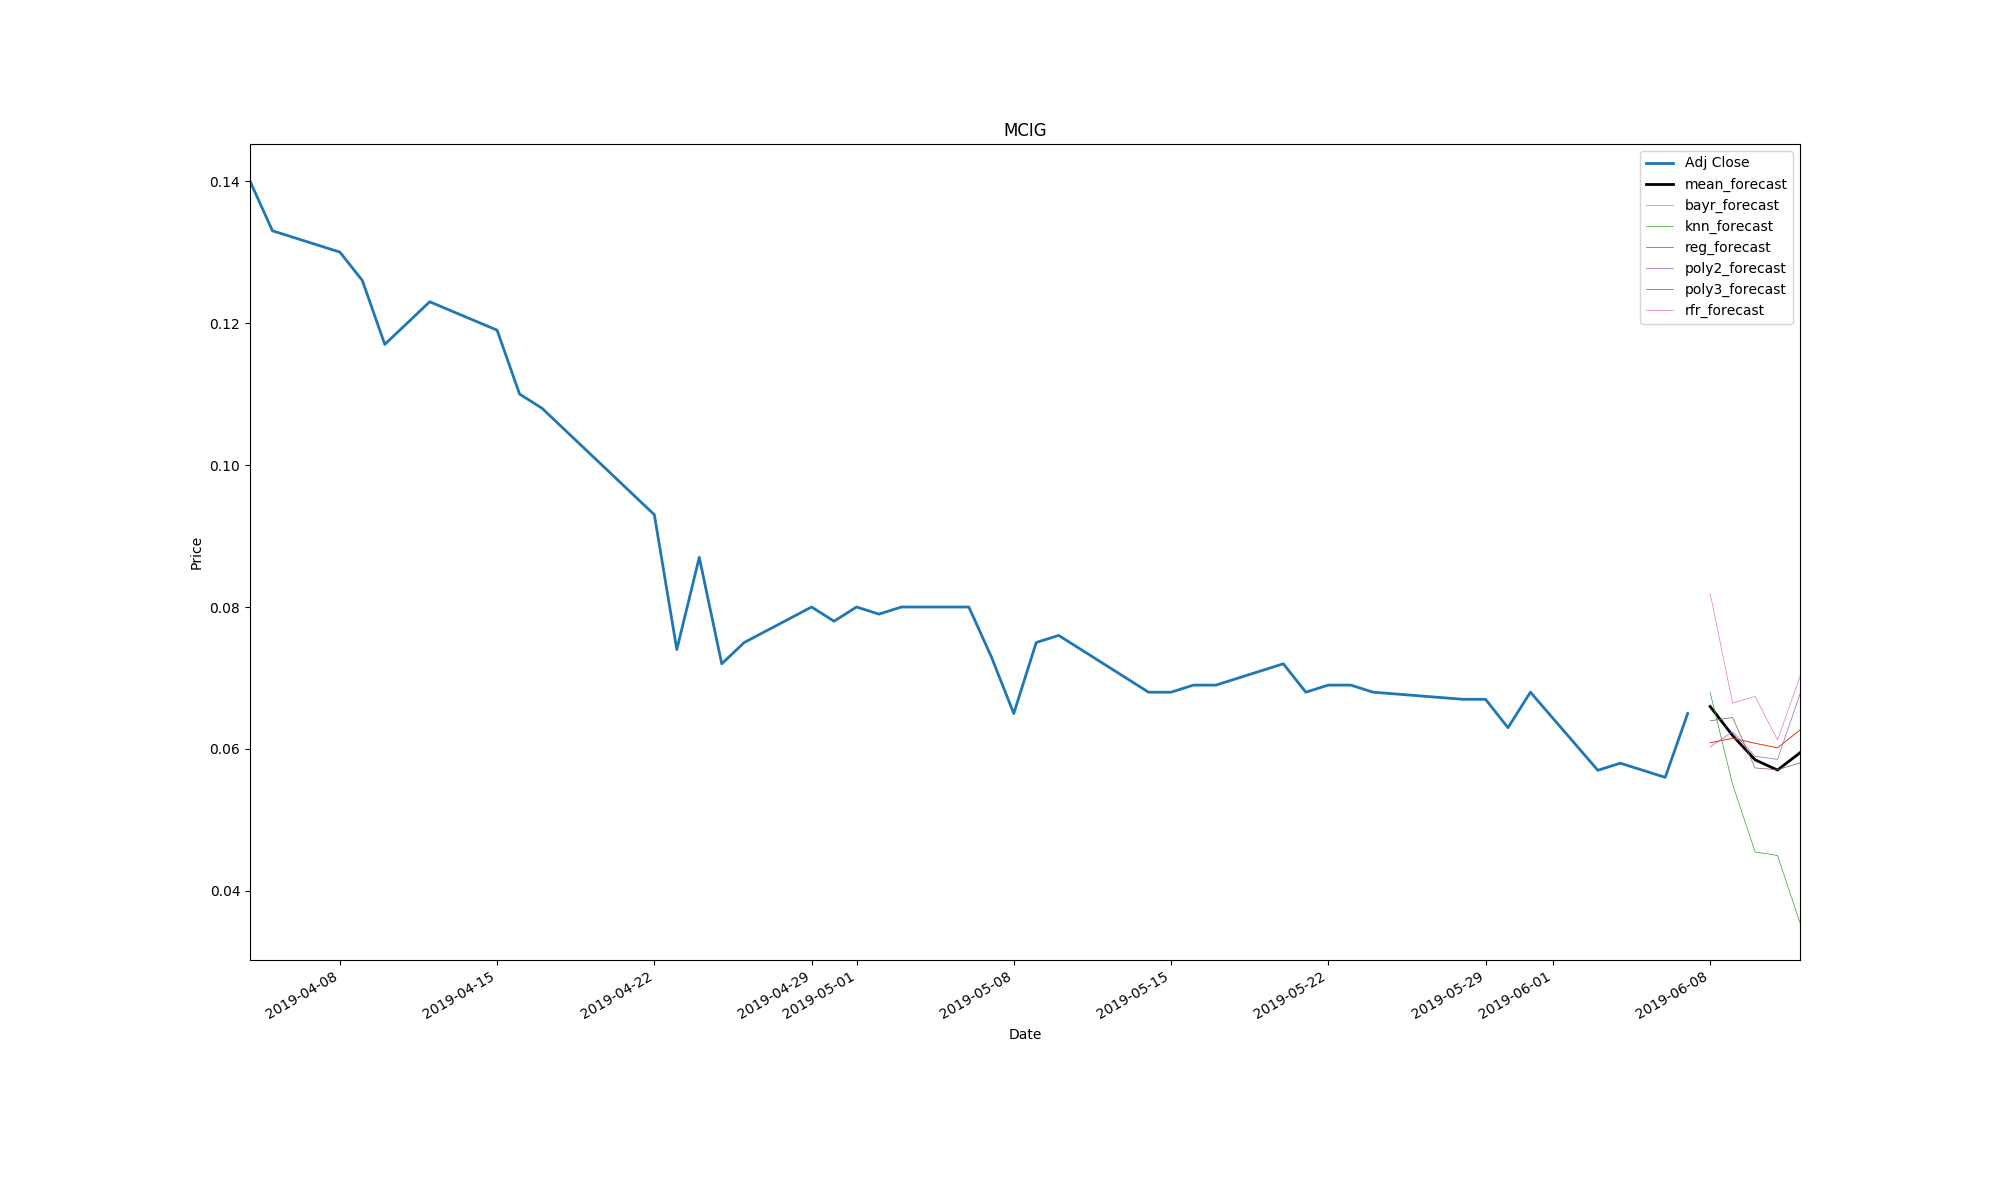 MCIG
Adj Close
mean_forecast
bayr_forecast
knn_forecast
reg_forecast
poly2_forecast
poly3_forecast
rfr_forecast
0.14
0.12
0.10
0.08
0.06
0.04
Price
2019-04-08
2019-04-15
2019-04-22
2019-04-29
2019-05-01
2019-05-08
2019-05-15
2019-05-22
2019-05-29
2019-06-01
2019-06-08
Date